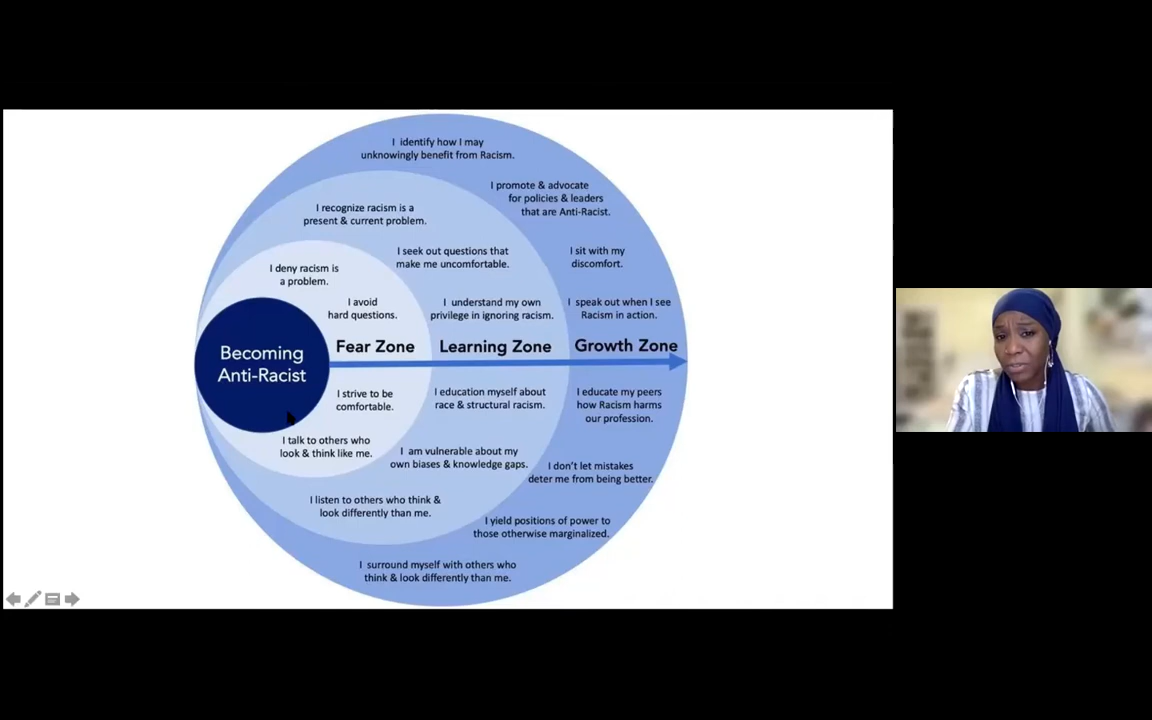 I identify how I may
unknowingly benefit from Racism.
I promote & advocate
for policies & leaders
that are Anti-Racist.
I recognize racism is a
present & current problem.
I seek out questions that
make me uncomfortable.
I sit with my
discomfort.
I deny racism is
a problem.
I avoid
hard questions.
I understand my own
privilege in ignoring racism.
I speak out when I see
Racism in action.
Becoming
Anti-Racist
Fear Zone
Learning Zone
Growth Zone
I strive to be
comfortable.
I education myself about
race & structural racism.
I educate my peers
how Racism harms
our profession.
I talk to others who
look & think like me.
I am vulnerable about my
own biases & knowledge gaps.
I don't let mistakes
deter me from being better.
I listen to others who think &
look differently than me.
I yield positions of power to
those otherwise marginalized.
I surround myself with others who
think & look differently than me.